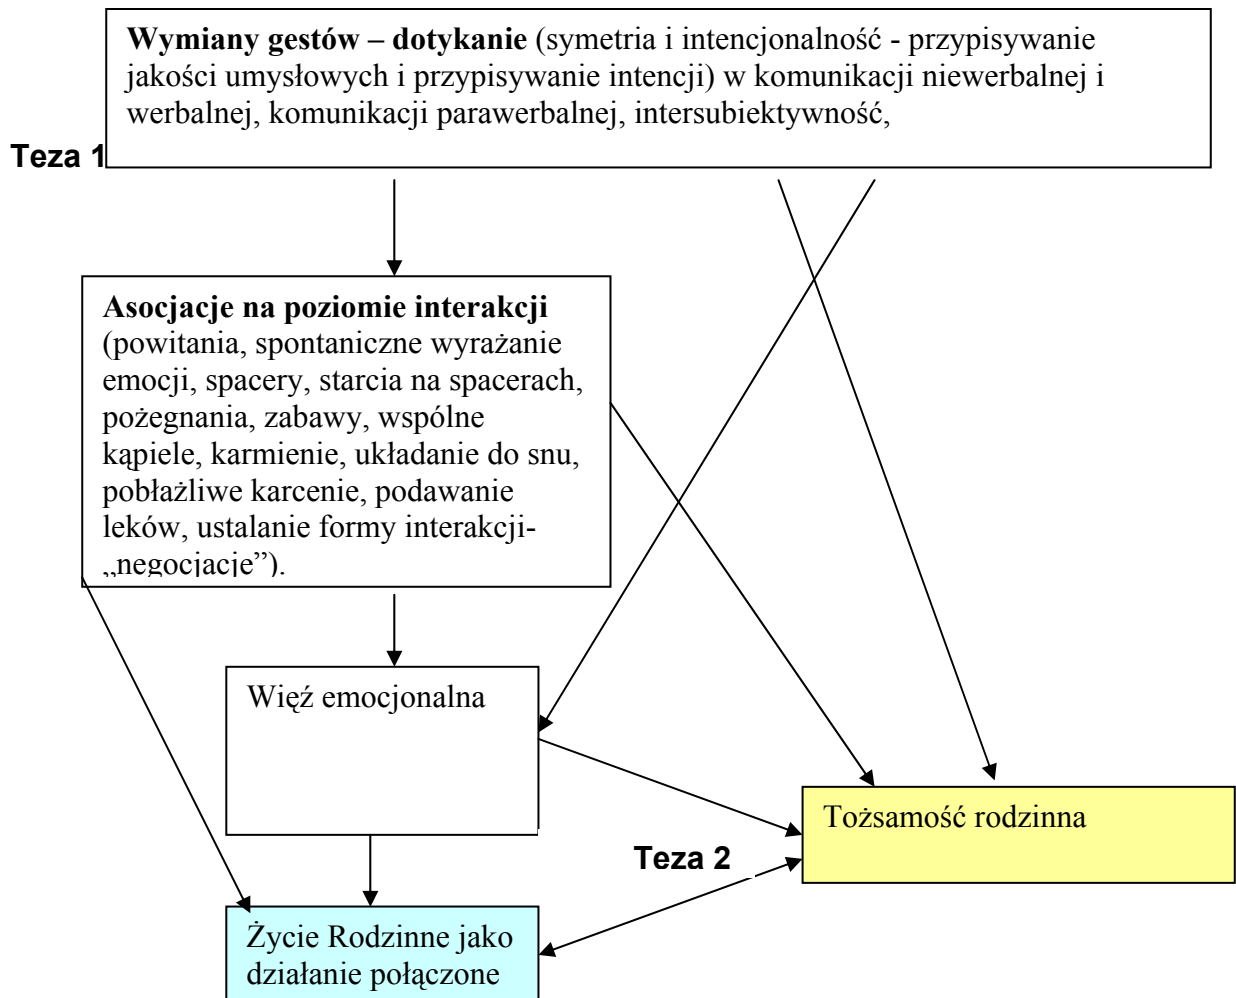 Wymiany gestów – dotykanie (symetria i intencjonalność - przypisywanie
jakości umysłowych i przypisywanie intencji) w komunikacji niewerbalnej i
werbalnej, komunikacji parawerbalnej, intersubiektywność,
Teza 1
Asocjacje na poziomie interakcji
(powitania, spontaniczne wyrażanie
emocji, spacery, starcia na spacerach,
pożegnania, zabawy, wspólne
kąpiele, karmienie, układanie do snu,
pobłażliwe karcenie, podawanie
leków, ustalanie formy interakcji-
„negocjacje”).
Więź emocjonalna
Tożsamość rodzinna
Teza 2
Życie Rodzinne jako
działanie połączone